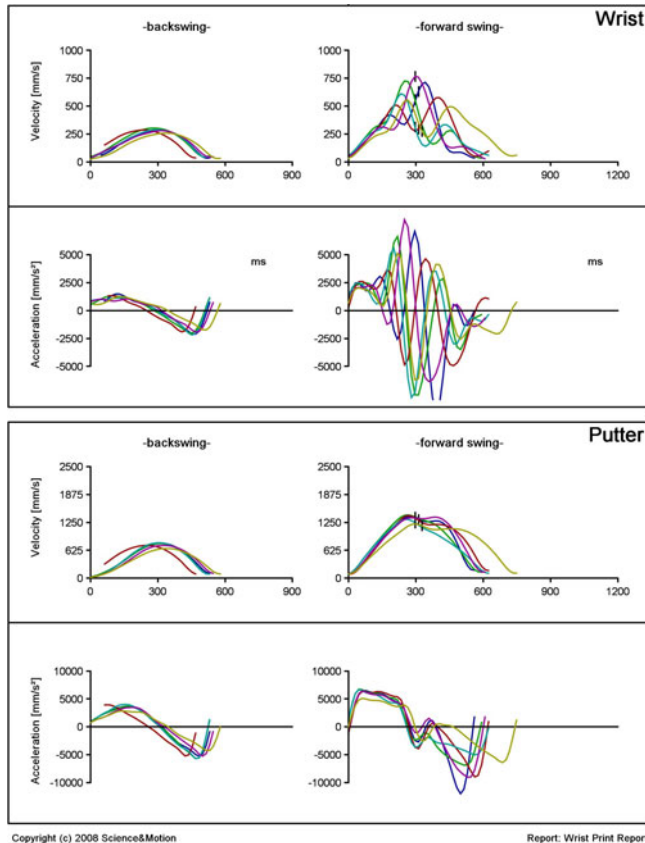 Wrist
-backswing-
-forward swing-
Velocity [mm/s]
1000
750
500
250
0
0 300 600 900
1000
750
500
250
0
0 300 600 900 1200
Acceleration [mm/s²]
5000
2500
0
-2500
-5000
ms
5000
2500
0
-2500
-5000
ms
Putter
-backswing-
-forward swing-
Velocity [mm/s]
2500
1875
1250
625
0
0 300 600 900
2500
1875
1250
625
0
0 300 600 900 1200
Acceleration [mm/s²]
10000
5000
0
-5000
-10000
10000
5000
0
-5000
-10000
Copyright (c) 2008 Science&Motion
Report: Wrist Print Report